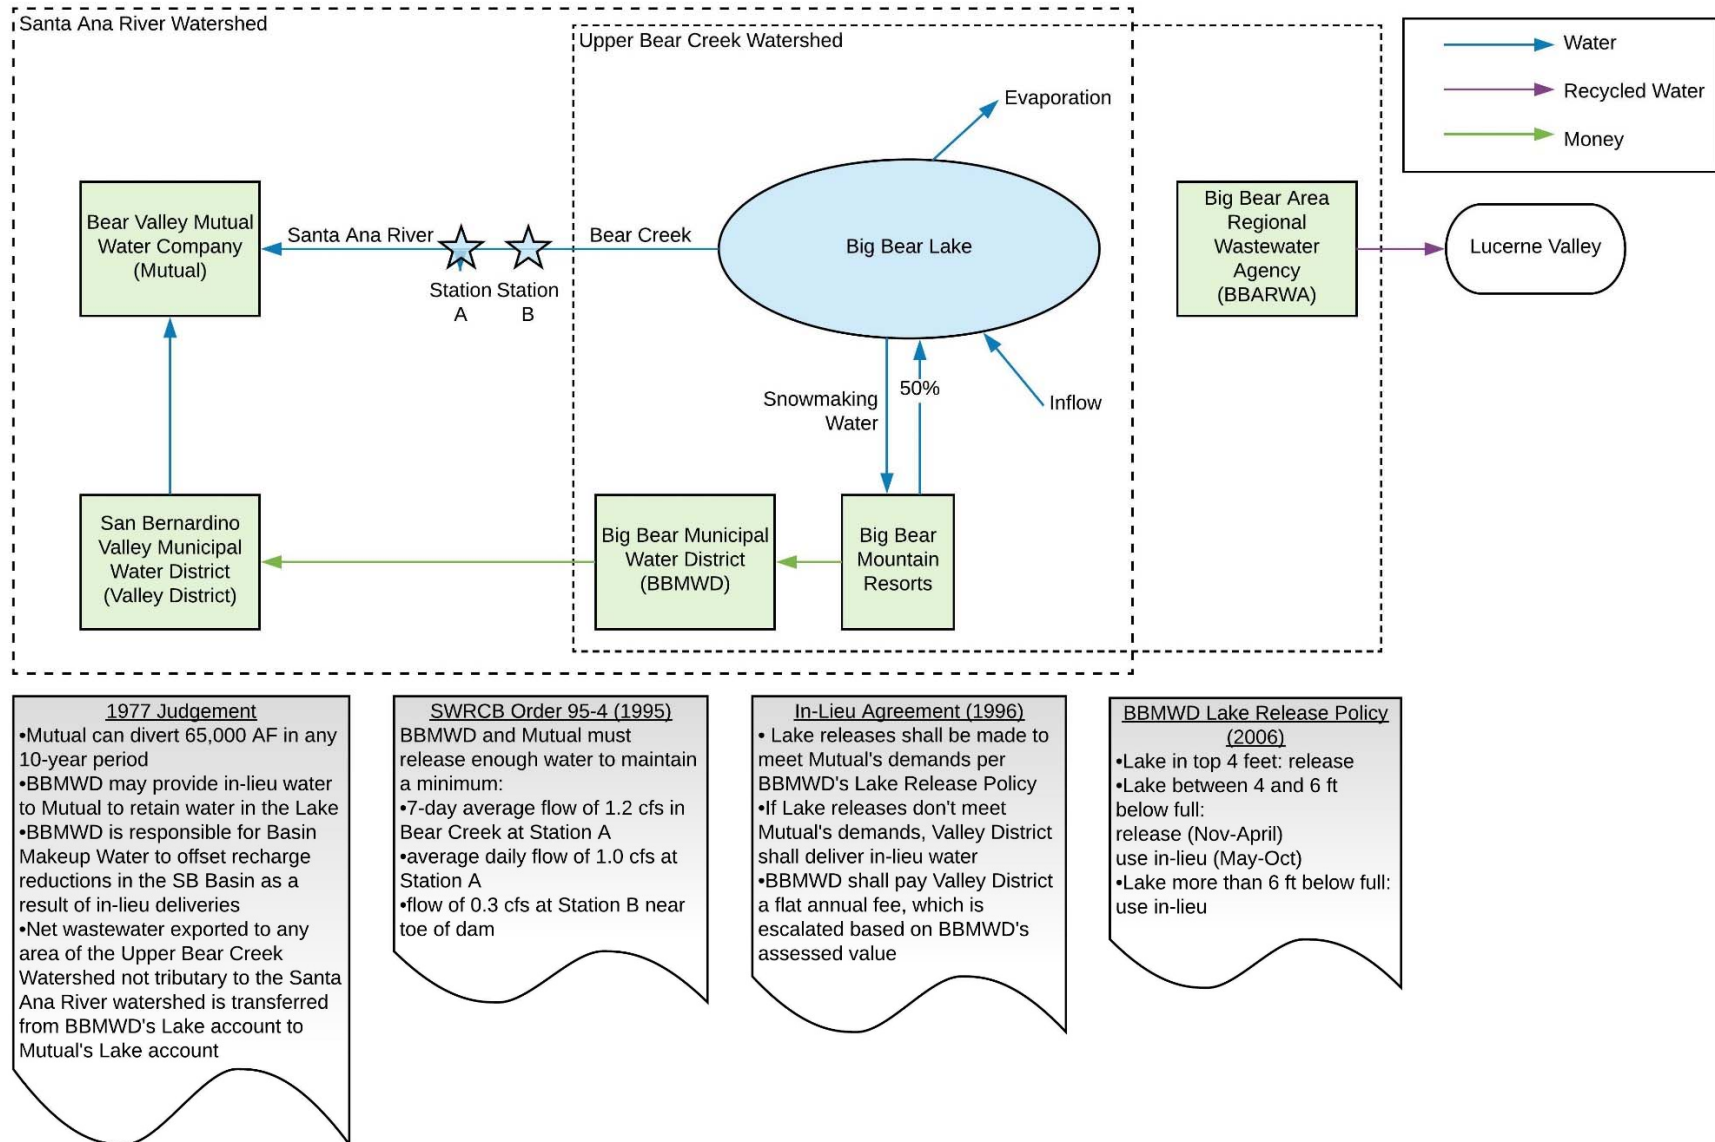 Santa Ana River Watershed
Upper Bear Creek Watershed
Water
Recycled Water
Money
Evaporation
Bear Valley Mutual
Water Company
(Mutual)
Santa Ana River
Bear Creek
Big Bear Lake
Big Bear Area
Regional
Wastewater
Agency
(BBARWA)
Lucerne Valley
Station
A
Station
B
Snowmaking
Water
50%
Inflow
San Bernardino
Valley Municipal
Water District
(Valley District)
Big Bear Municipal
Water District
(BBMWD)
Big Bear
Mountain
Resorts
1977 Judgement
•Mutual can divert 65,000 AF in any
10-year period
•BBMWD may provide in-lieu water
to Mutual to retain water in the Lake
•BBMWD is responsible for Basin
Makeup Water to offset recharge
reductions in the SB Basin as a
result of in-lieu deliveries
•Net wastewater exported to any
area of the Upper Bear Creek
Watershed not tributary to the Santa
Ana River watershed is transferred
from BBMWD's Lake account to
Mutual's Lake account
SWRCB Order 95-4 (1995)
BBMWD and Mutual must
release enough water to maintain
a minimum:
•7-day average flow of 1.2 cfs in
Bear Creek at Station A
•average daily flow of 1.0 cfs at
Station A
•flow of 0.3 cfs at Station B near
toe of dam
In-Lieu Agreement (1996)
• Lake releases shall be made to
meet Mutual's demands per
BBMWD's Lake Release Policy
•If Lake releases don't meet
Mutual's demands, Valley District
shall deliver in-lieu water
•BBMWD shall pay Valley District
a flat annual fee, which is
escalated based on BBMWD's
assessed value
BBMWD Lake Release Policy
(2006)
•Lake in top 4 feet: release
•Lake between 4 and 6 ft
below full:
release (Nov-April)
use in-lieu (May-Oct)
•Lake more than 6 ft below full:
use in-lieu